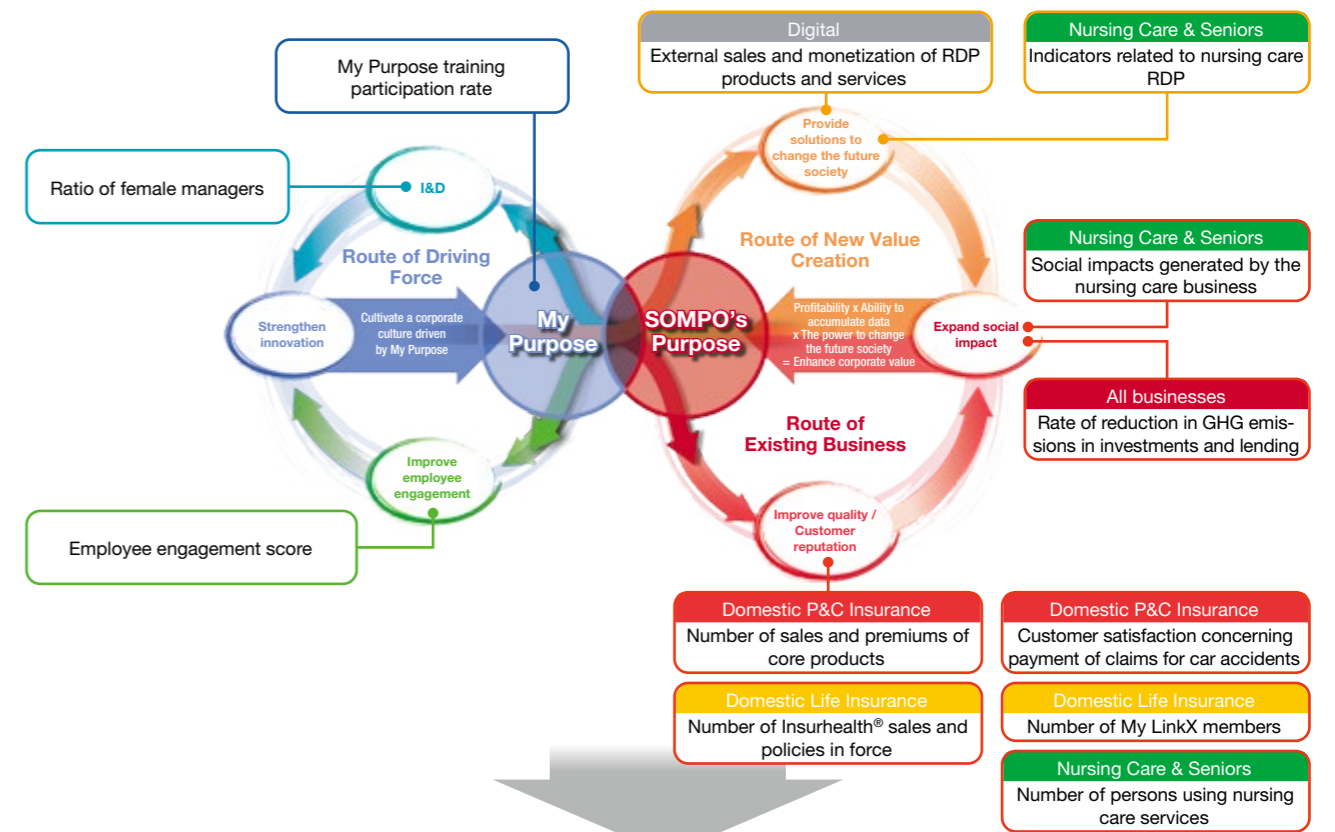 Digital
External sales and monetization of RDP
products and services
Nursing Care & Seniors
Indicators related to nursing care
RDP
My Purpose training
participation rate
Ratio of female managers
I&D
Provide
solutions to
change the future
society
Route of Driving
Force
Route of New Value
Creation
Nursing Care & Seniors
Social impacts generated by the
nursing care business
Strengthen
innovation
Cultivate a corporate
culture driven
by My Purpose
My
Purpose
SOMPO's
Purpose
Profitability x Ability to
accumulate data
x The power to change
the future society
= Enhance corporate value
Expand social
impact
All businesses
Rate of reduction in GHG emis-
sions in investments and lending
Route of
Existing Business
Improve
employee
engagement
Improve quality /
Customer
reputation
Employee engagement score
Domestic P&C Insurance
Number of sales and premiums of
core products
Domestic P&C Insurance
Customer satisfaction concerning
payment of claims for car accidents
Domestic Life Insurance
Number of Insurhealth® sales and
policies in force
Domestic Life Insurance
Number of My LinkX members
Nursing Care & Seniors
Number of persons using nursing
care services